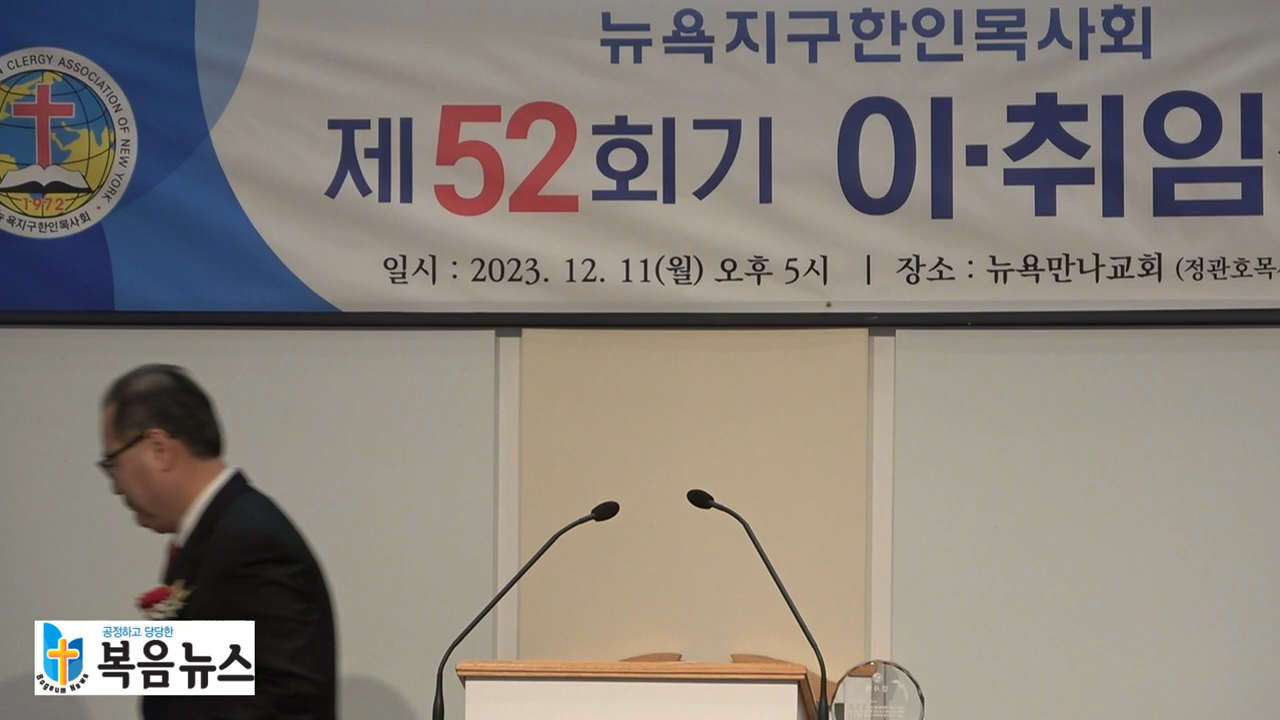 뉴욕지구한인목사회
제52회기 이·취임
일시 : 2023. 12. 11(월) 오후 5시 | 장소 : 뉴욕만나교회 (정관호목
CLERGY ASSOCIATION OF NEW YORK
1972
뉴욕지구한인목사회
공정하고 당당한
복음뉴스
Bogeum News